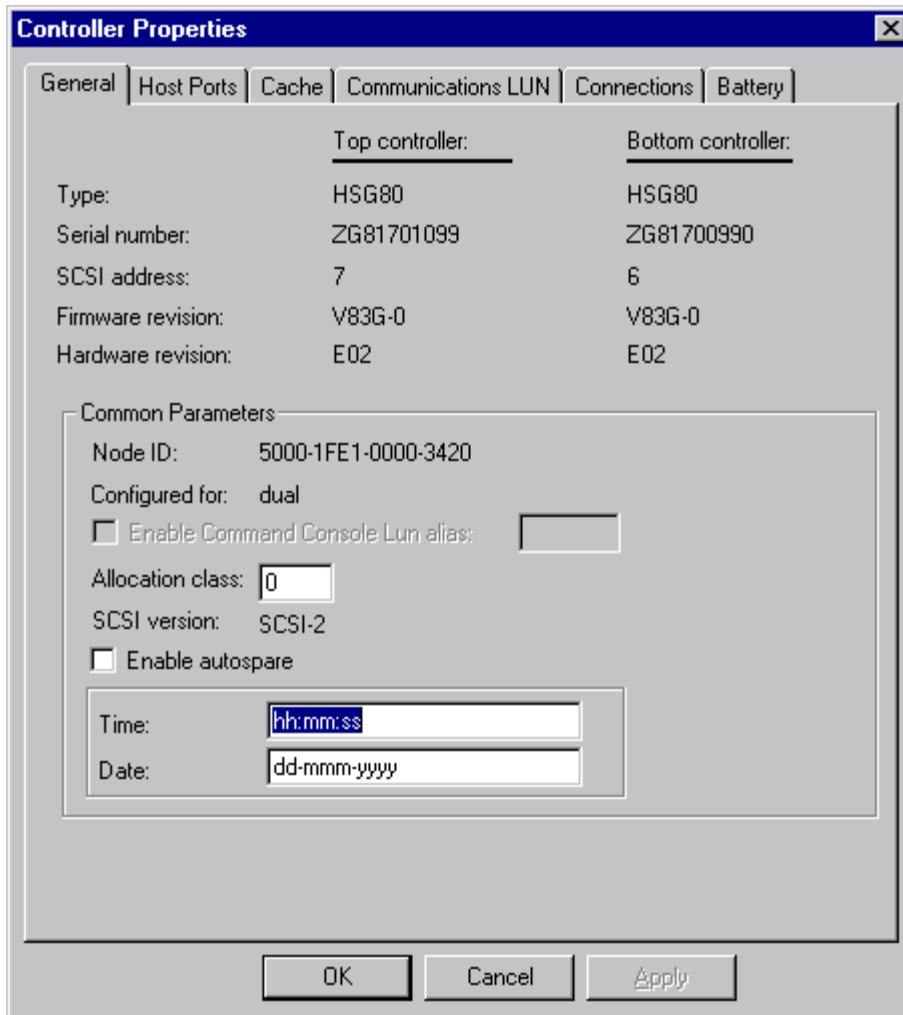 Controller Properties
General Host Ports Cache Communications LUN Connections Battery
Top controller: Bottom controller:
Type: HSG80 HSG80
Serial number: ZG81701099 ZG81700990
SCSI address: 7 6
Firmware revision: V83G-0 V83G-0
Hardware revision: E02 E02
Common Parameters
Node ID: 5000-1FE1-0000-3420
Configured for: dual
Enable Command Console Lun alias:
Allocation class: 0
SCSI version: SCSI-2
Enable autospare
Time: hh:mm:ss
Date: dd-mmm-yyyy
OK Cancel Apply